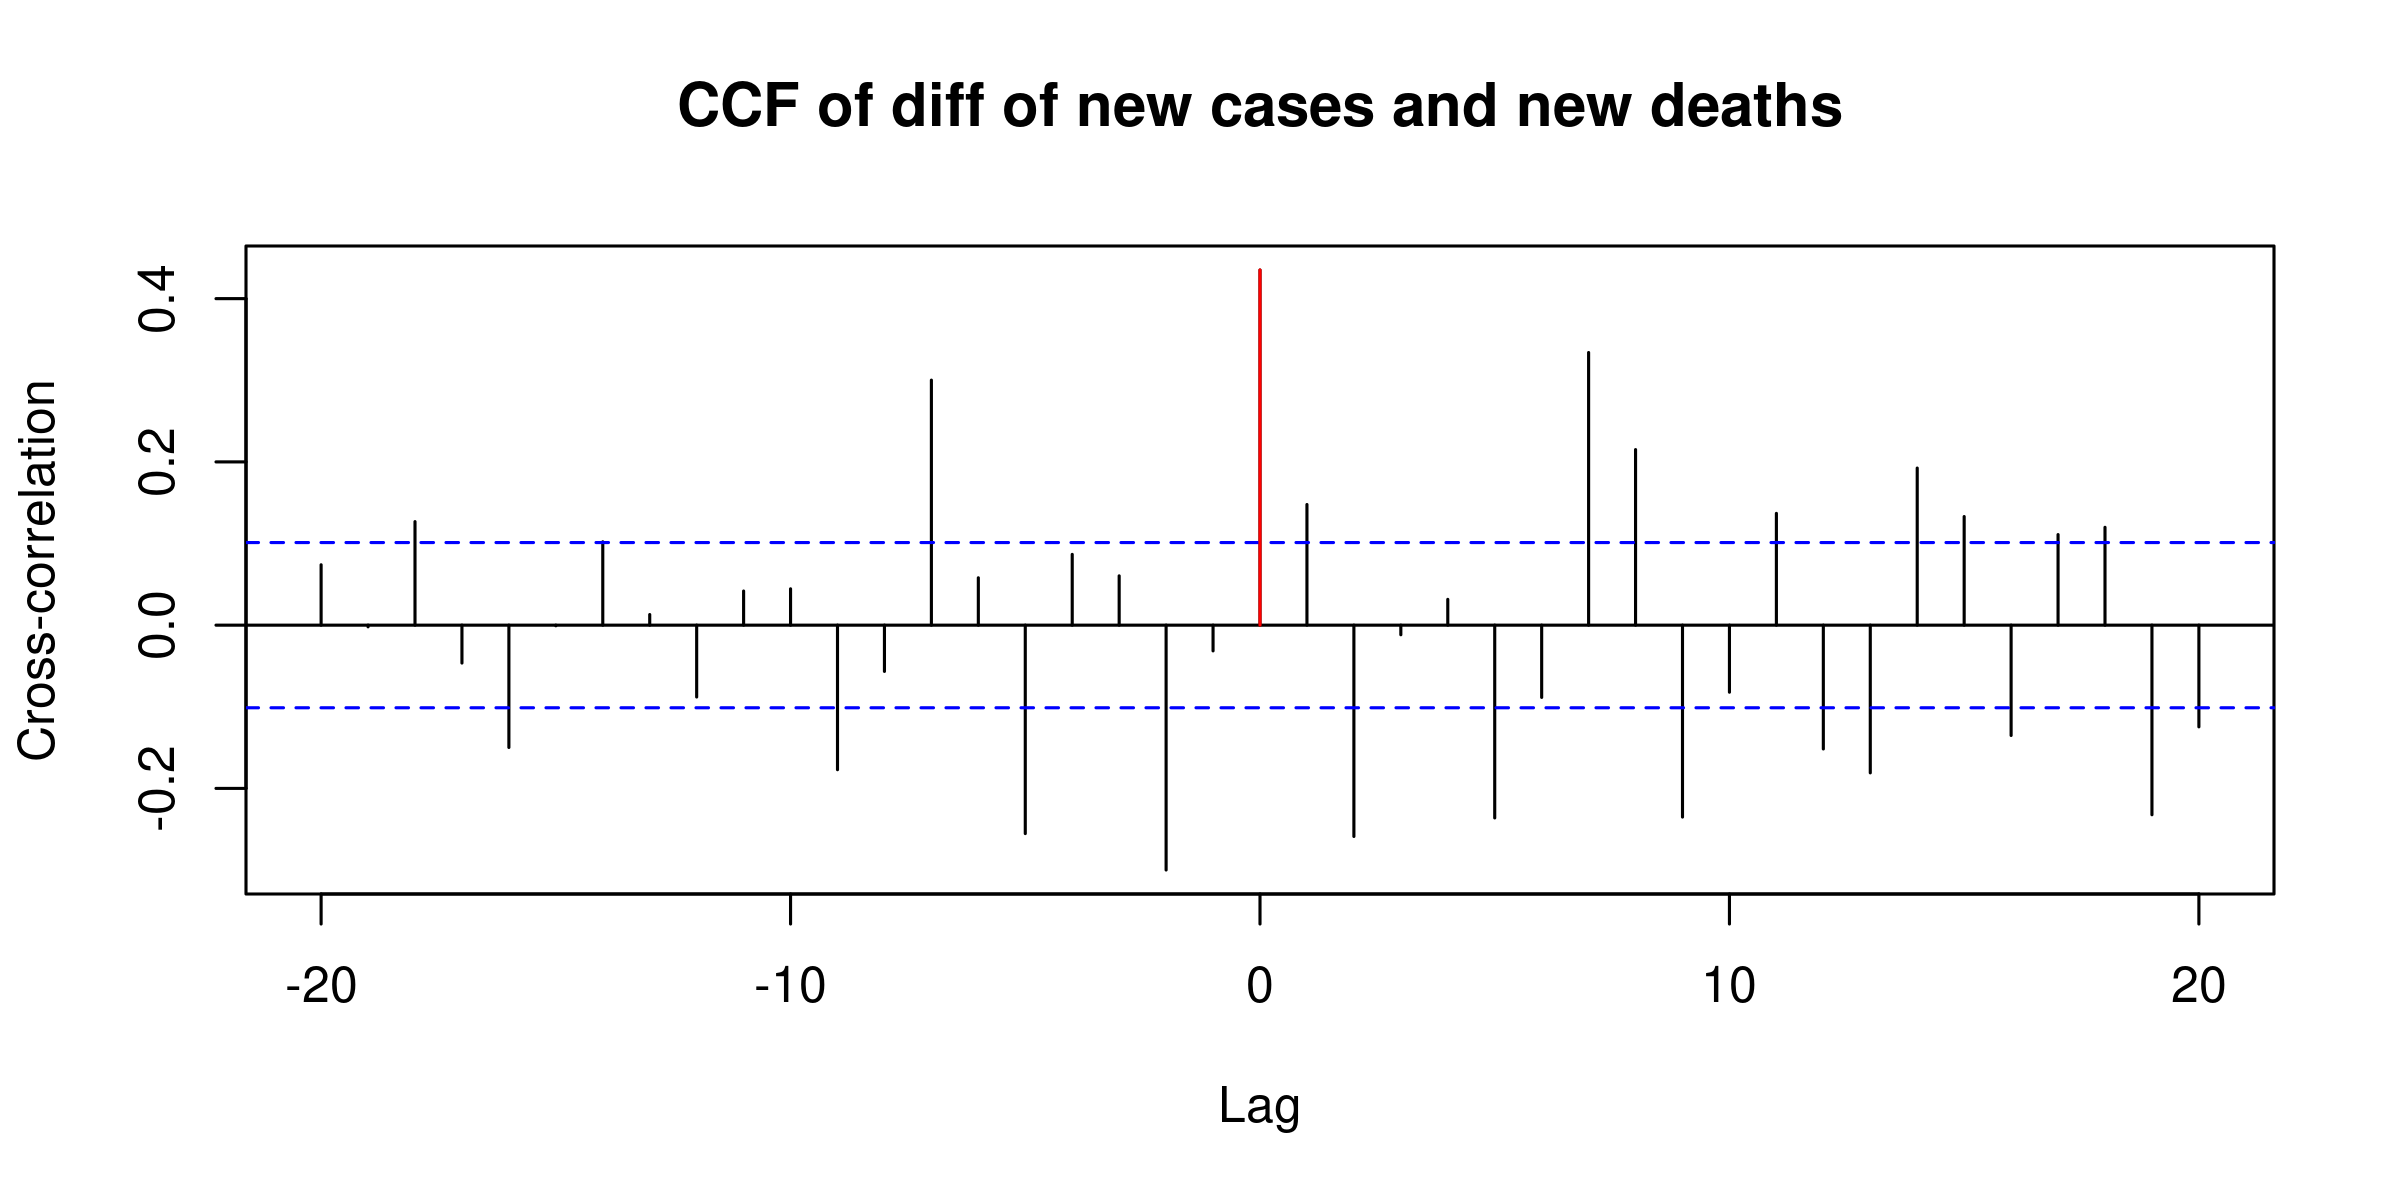 CCF of diff of new cases and new deaths
Cross-correlation
0.4
0.2
0.0
-0.2
-20 -10 0 10 20
Lag